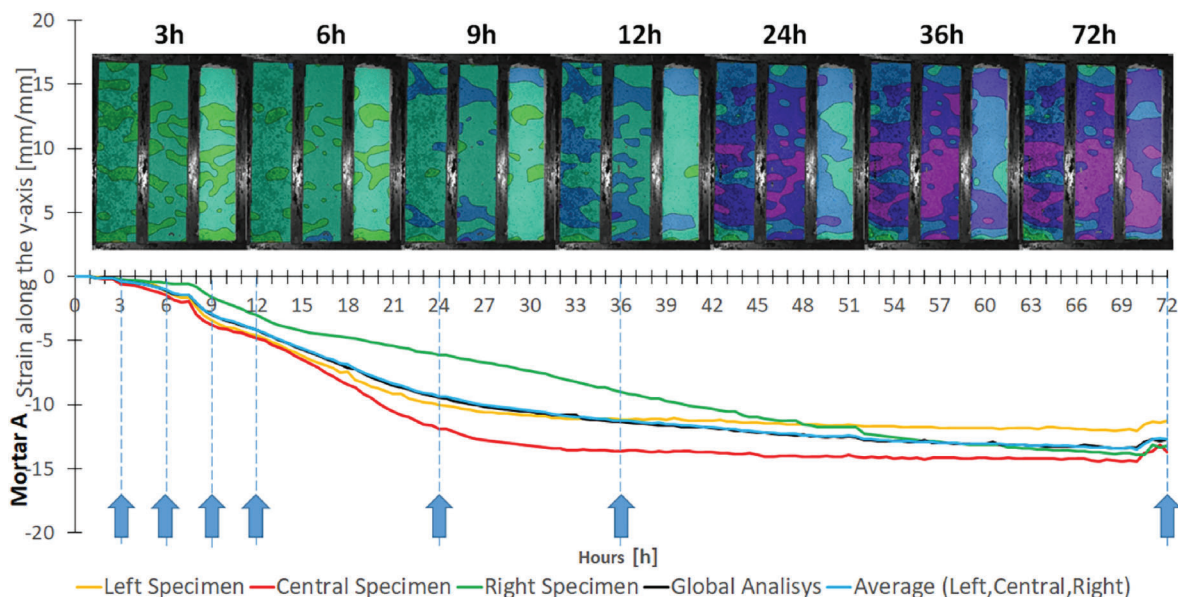 20
3h 6h 9h 12h 24h 36h 72h
15
10
5
0
0 3 6 9 12 15 18 21 24 27 30 33 36 39 42 45 48 51 54 57 60 63 66 69 72
-5
-10
-15
-20
Mortar A , Strain along the y-axis [mm/mm]
Hours [h]
Left Specimen Central Specimen Right Specimen Global Analisys Average (Left,Central,Right)